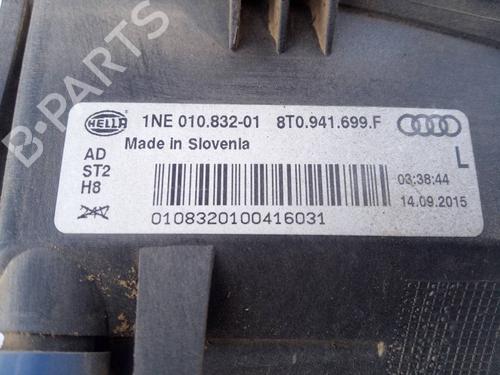 B-PARTS
HELLA 1NE 010.832-01 8T0.941.699.F
AD Made in Slovenia L
ST2 03:38:44
H8 14.09.2015
0108320100416031